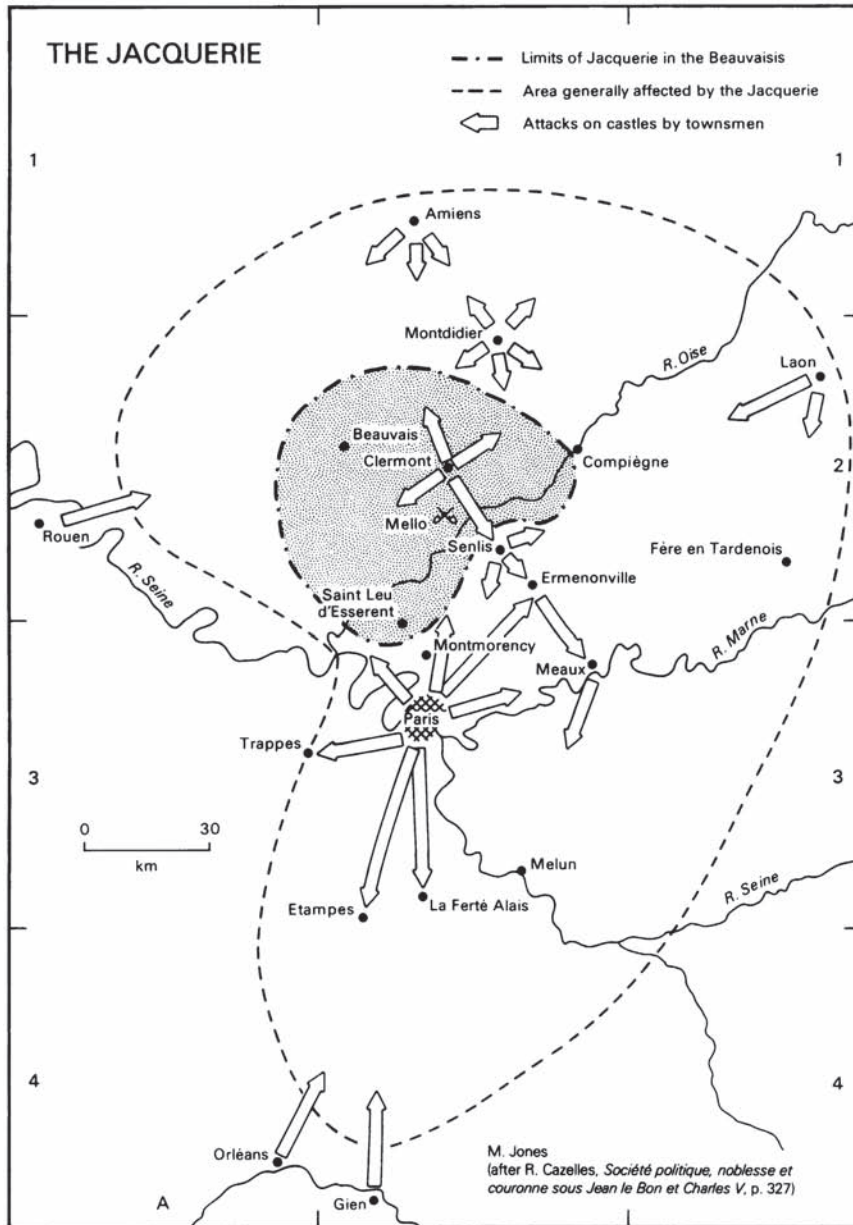 THE JACQUERIE
Limits of Jacquerie in the Beauvaisis
Area generally affected by the Jacquerie
Attacks on castles by townsmen
1
1
Amiens
Montdidier
R. Oise
Laon
Beauvais
Clermont
Compiègne
2
Mello
Rouen
Senlis
Fère en Tardenois
R. Seine
Ermenonville
Saint Leu
d'Esserent
R. Marne
Montmorency
Meaux
Paris
Trappes
3
3
0
30
km
Melun
R. Seine
Etampes
La Ferté Alais
4
4
Orléans
M. Jones
(after R. Cazelles, Société politique, noblesse et
couronne sous Jean le Bon et Charles V, p. 327)
A
Gien